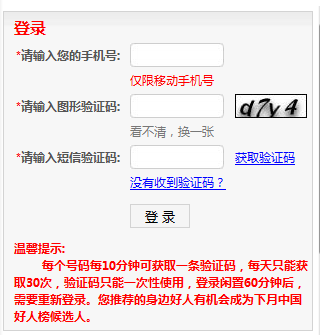 登录
*请输入您的手机号:
仅限移动手机号
*请输入图形验证码: d7y4
看不清，换一张
*请输入短信验证码: 获取验证码
没有收到验证码？
登 录
温馨提示:
每个号码每10分钟可获取一条验证码，每天只能获
取30次，验证码只能一次性使用，登录闲置60分钟后，
需要重新登录。您推荐的身边好人有机会成为下月中国
好人榜候选人。